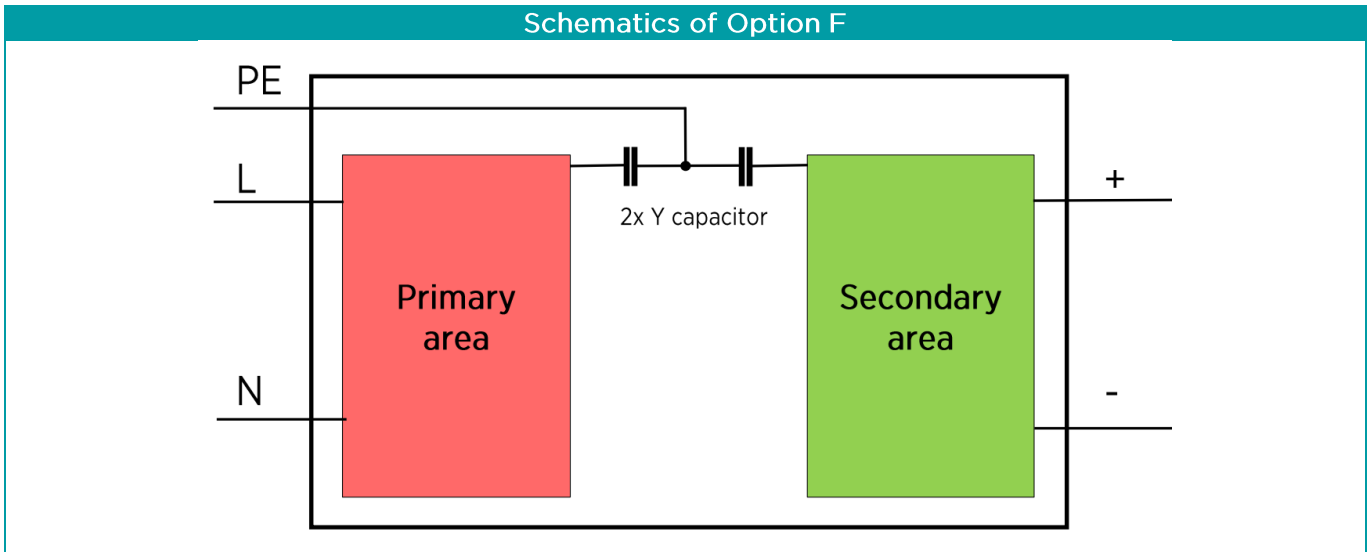 Schematics of Option F
PE
L
N
2x Y capacitor
Primary
area
Secondary
area
+
-